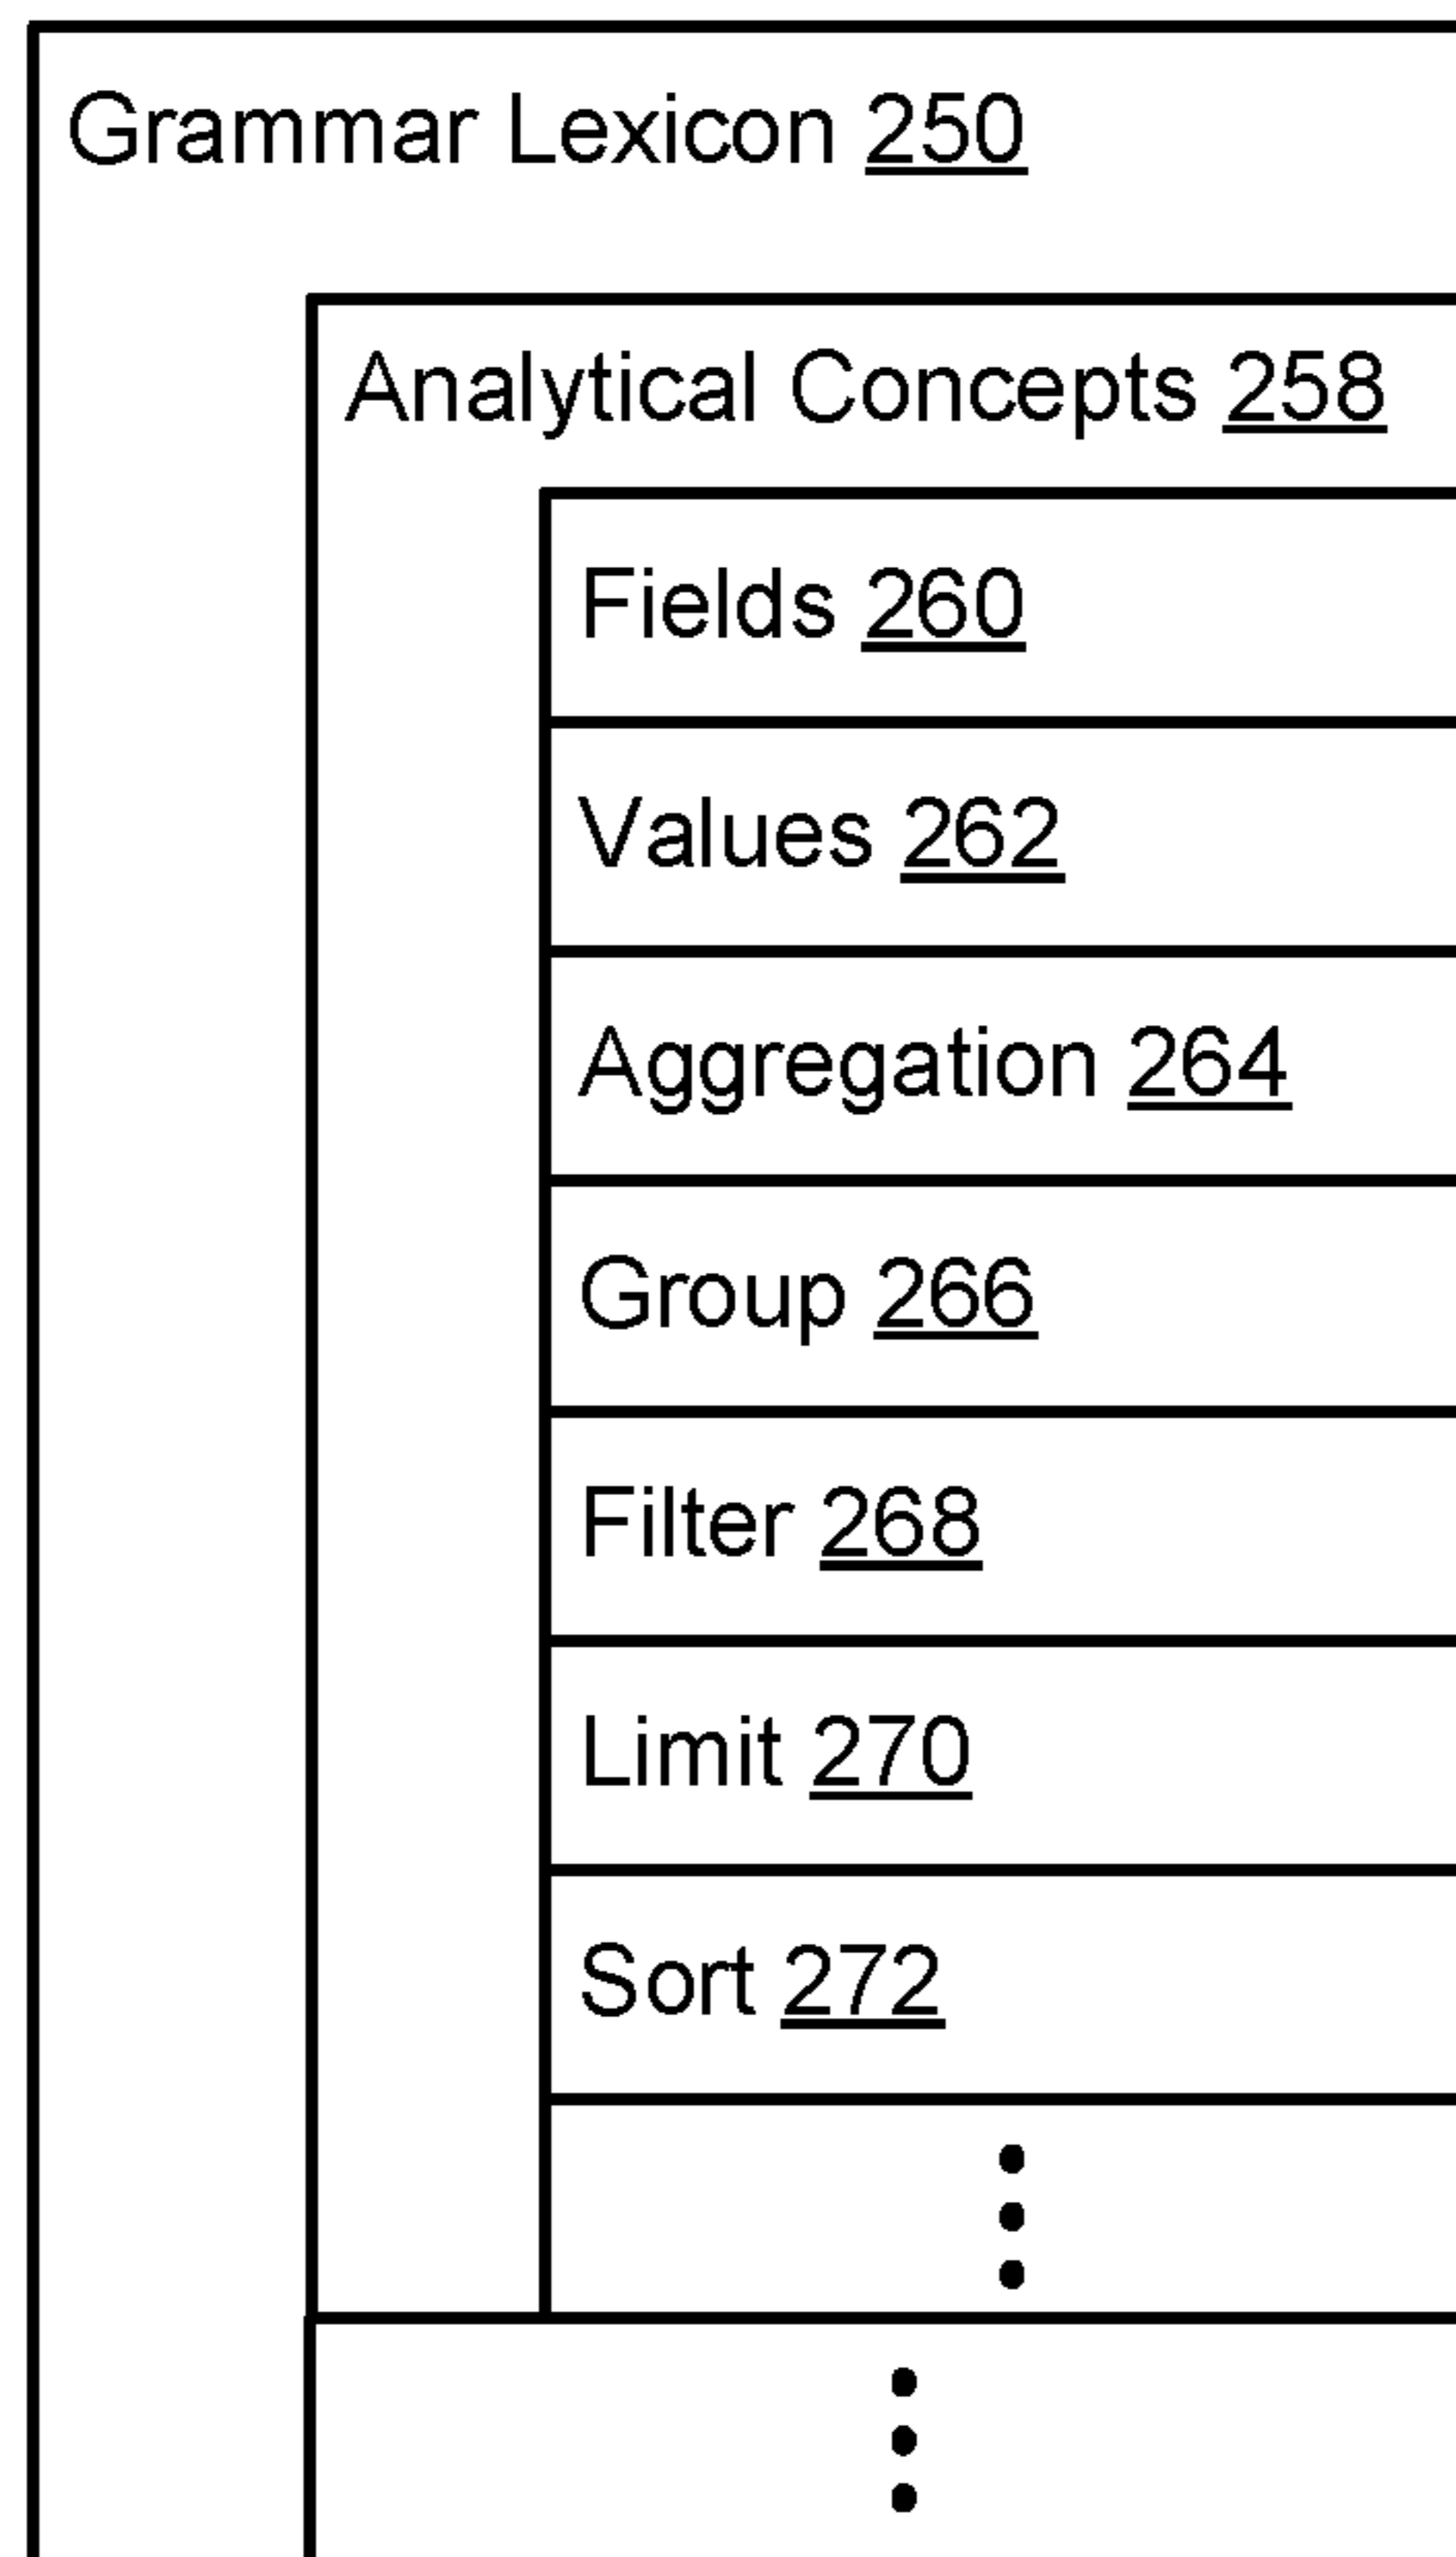 Grammar Lexicon 250
Analytical Concepts 258
Fields 260
Values 262
Aggregation 264
Group 266
Filter 268
Limit 270
Sort 272